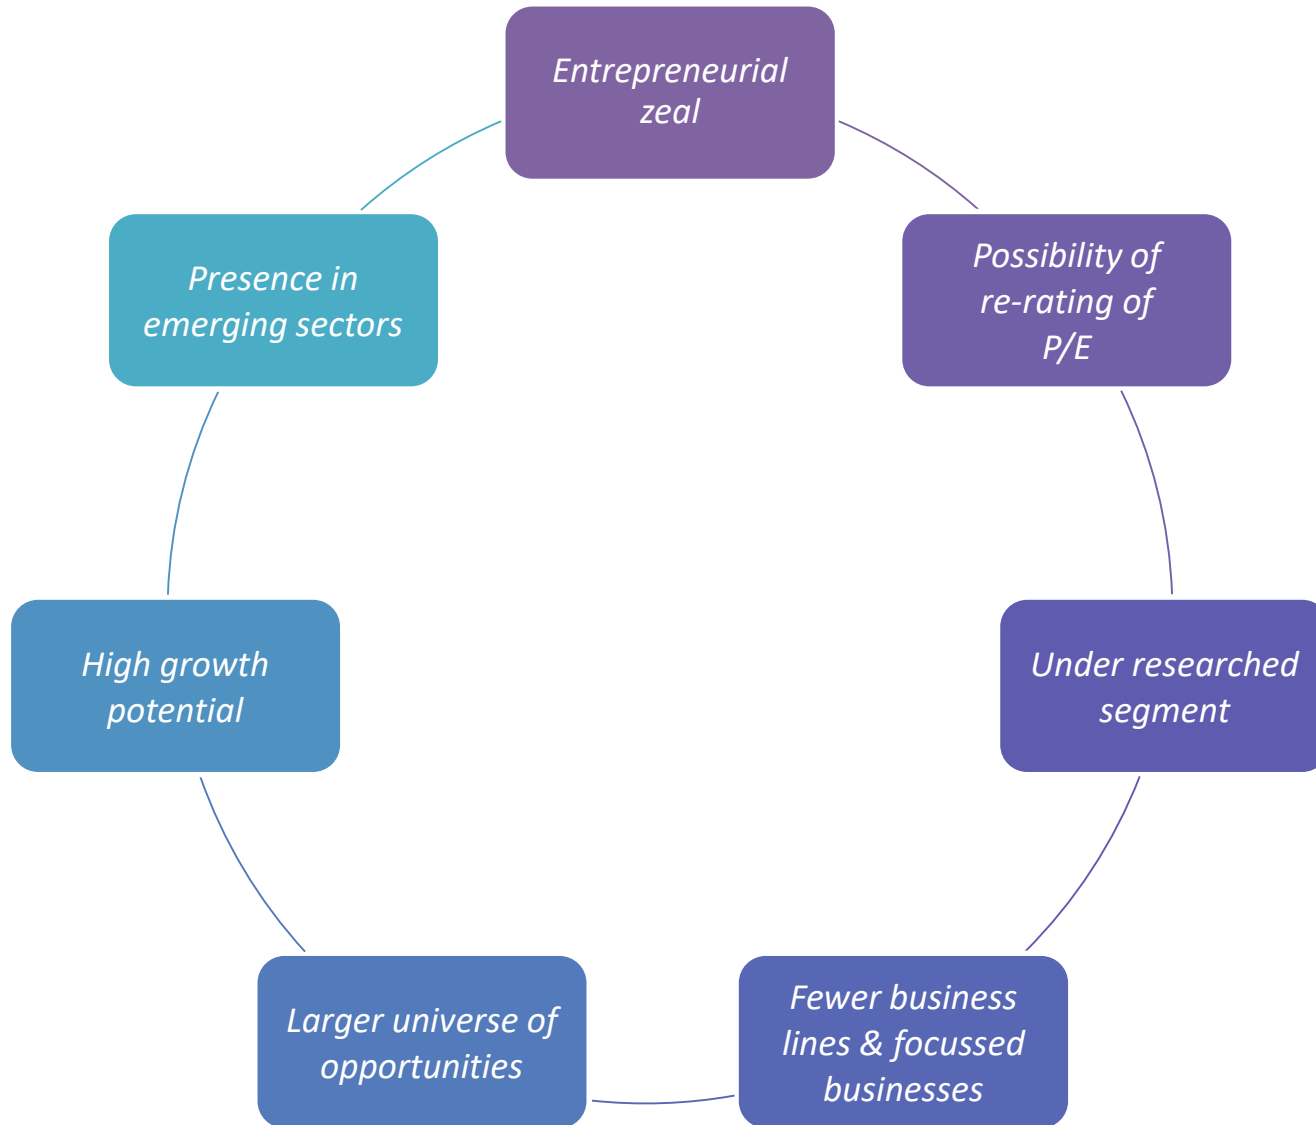 Entrepreneurial
zeal
Possibility of
re-rating of
P/E
Under researched
segment
Fewer business
lines & focussed
businesses
Larger universe of
opportunities
High growth
potential
Presence in
emerging sectors